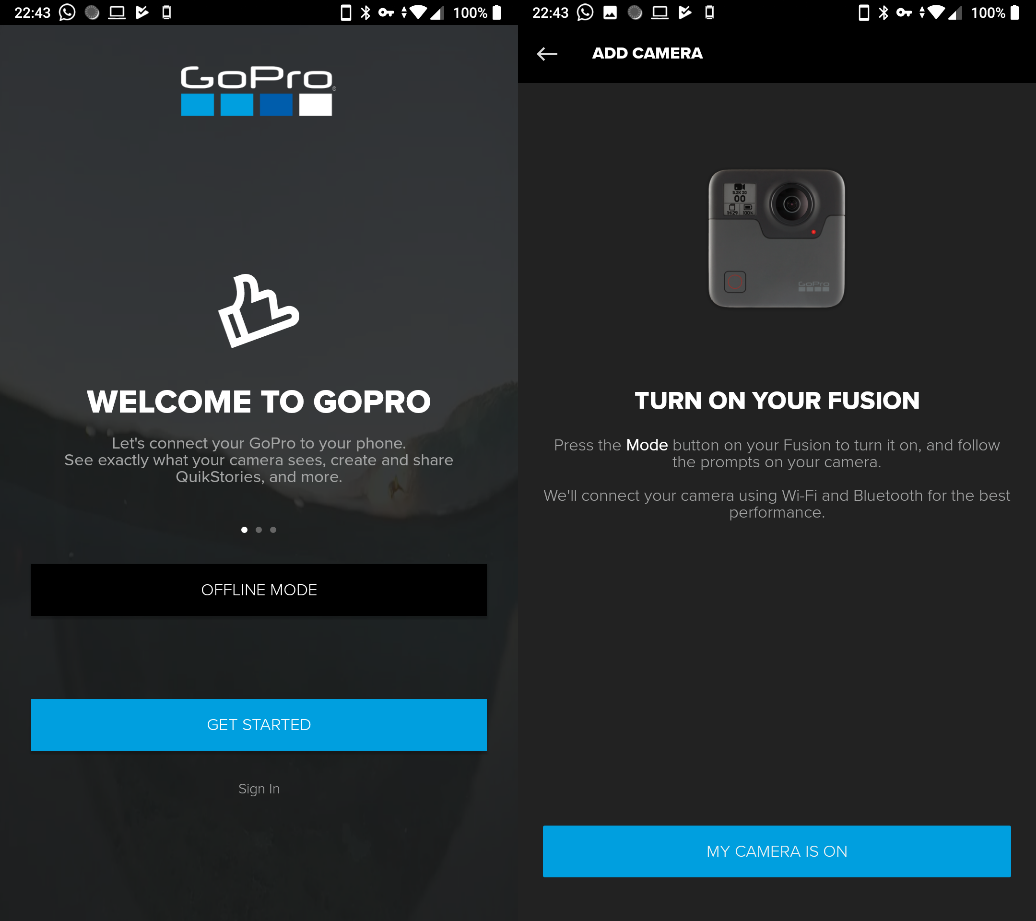 22:43
100%
GoPro
WELCOME TO GOPRO
Let's connect your GoPro to your phone.
See exactly what your camera sees, create and share
QuikStories, and more.
OFFLINE MODE
GET STARTED
Sign In
22:43
100%
ADD CAMERA
00
GoPro
TURN ON YOUR FUSION
Press the Mode button on your Fusion to turn it on, and follow
the prompts on your camera.
We'll connect your camera using Wi-Fi and Bluetooth for the best
performance.
MY CAMERA IS ON